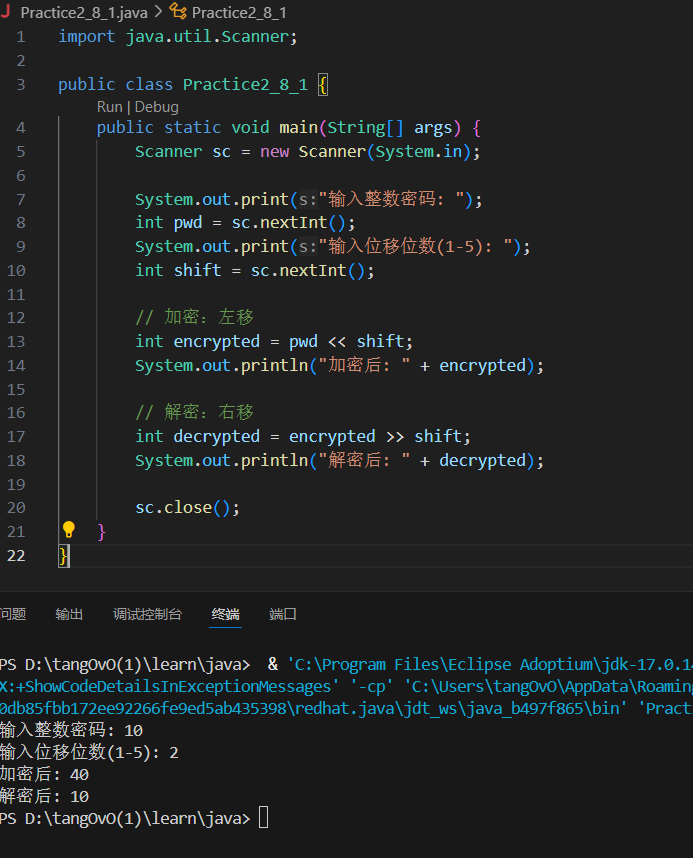 Practice2_8_1.java > Practice2_8_1
1 import java.util.Scanner;
2
3 public class Practice2_8_1 {
Run | Debug
4 public static void main(String[] args) {
5 Scanner sc = new Scanner(System.in);
6
7 System.out.print(s:"输入整数密码: ");
8 int pwd = sc.nextInt();
9 System.out.print(s:"输入位移位数(1-5): ");
10 int shift = sc.nextInt();
11
12 // 加密：左移
13 int encrypted = pwd << shift;
14 System.out.println("加密后: " + encrypted);
15
16 // 解密：右移
17 int decrypted = encrypted >> shift;
18 System.out.println("解密后: " + decrypted);
19
20 sc.close();
21 }
22 }
问题 输出 调试控制台 终端 端口
PS D:\tangOvO(1)\learn\java> & 'C:\Program Files\Eclipse Adoptium\jdk-17.0.14
X:+ShowCodeDetailsInExceptionMessages' '-cp' 'C:\Users\tangOvO\AppData\Roaming
0db85fbb172ee92266fe9ed5ab435398\redhat.java\jdt_ws\java_b497f865\bin' 'Pract
输入整数密码: 10
输入位移位数(1-5): 2
加密后: 40
解密后: 10
PS D:\tangOvO(1)\learn\java>